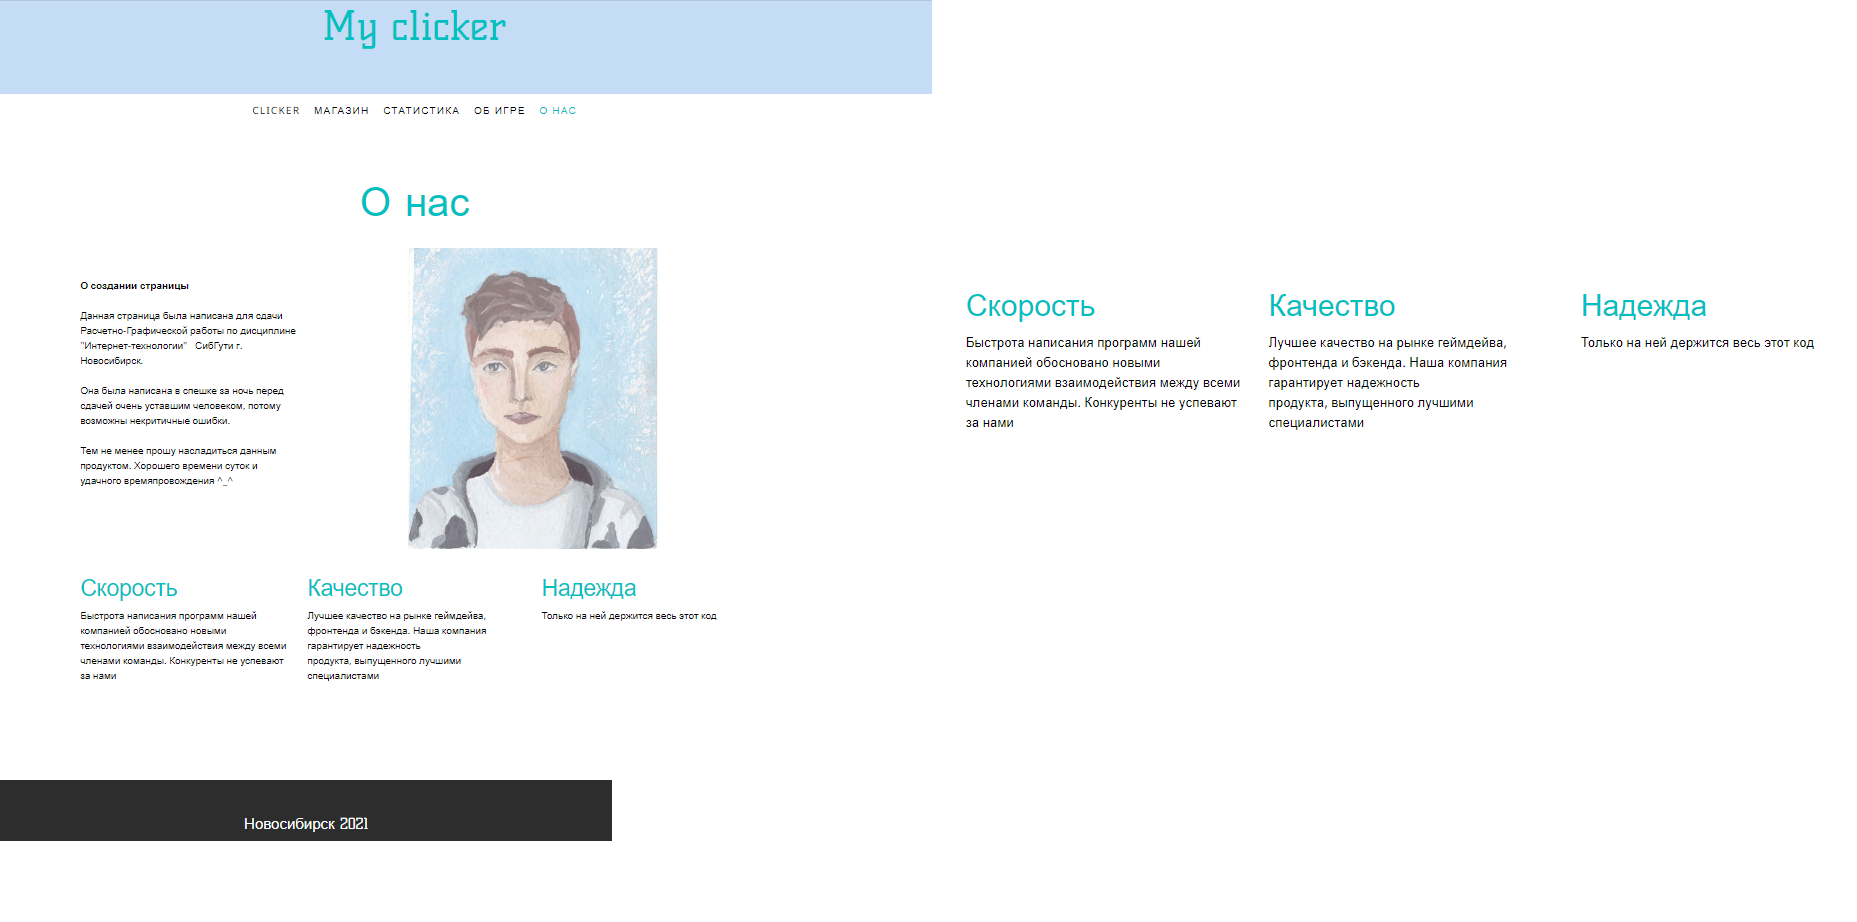 My clicker
CLICKER МАГАЗИН СТАТИСТИКА ОБ ИГРЕ О НАС
О нас
О создании страницы
Данная страница была написана для сдачи
Расчетно-Графической работы по дисциплине
"Интернет-технологии" СибГути г.
Новосибирск.
Она была написана в спешке за ночь перед
сдачей очень уставшим человеком, потому
возможны некритичные ошибки.
Тем не менее прошу насладиться данным
продуктом. Хорошего времени суток и
удачного времяпровождения ^_^
Скорость
Быстрота написания программ нашей
компанией обосновано новыми
технологиями взаимодействия между всеми
членами команды. Конкуренты не успевают
за нами
Качество
Лучшее качество на рынке геймдейва,
фронтенда и бэкенда. Наша компания
гарантирует надежность
продукта, выпущенного лучшими
специалистами
Надежда
Только на ней держится весь этот код
Новосибирск 2021
Скорость
Быстрота написания программ нашей
компанией обосновано новыми
технологиями взаимодействия между всеми
членами команды. Конкуренты не успевают
за нами
Качество
Лучшее качество на рынке геймдейва,
фронтенда и бэкенда. Наша компания
гарантирует надежность
продукта, выпущенного лучшими
специалистами
Надежда
Только на ней держится весь этот код